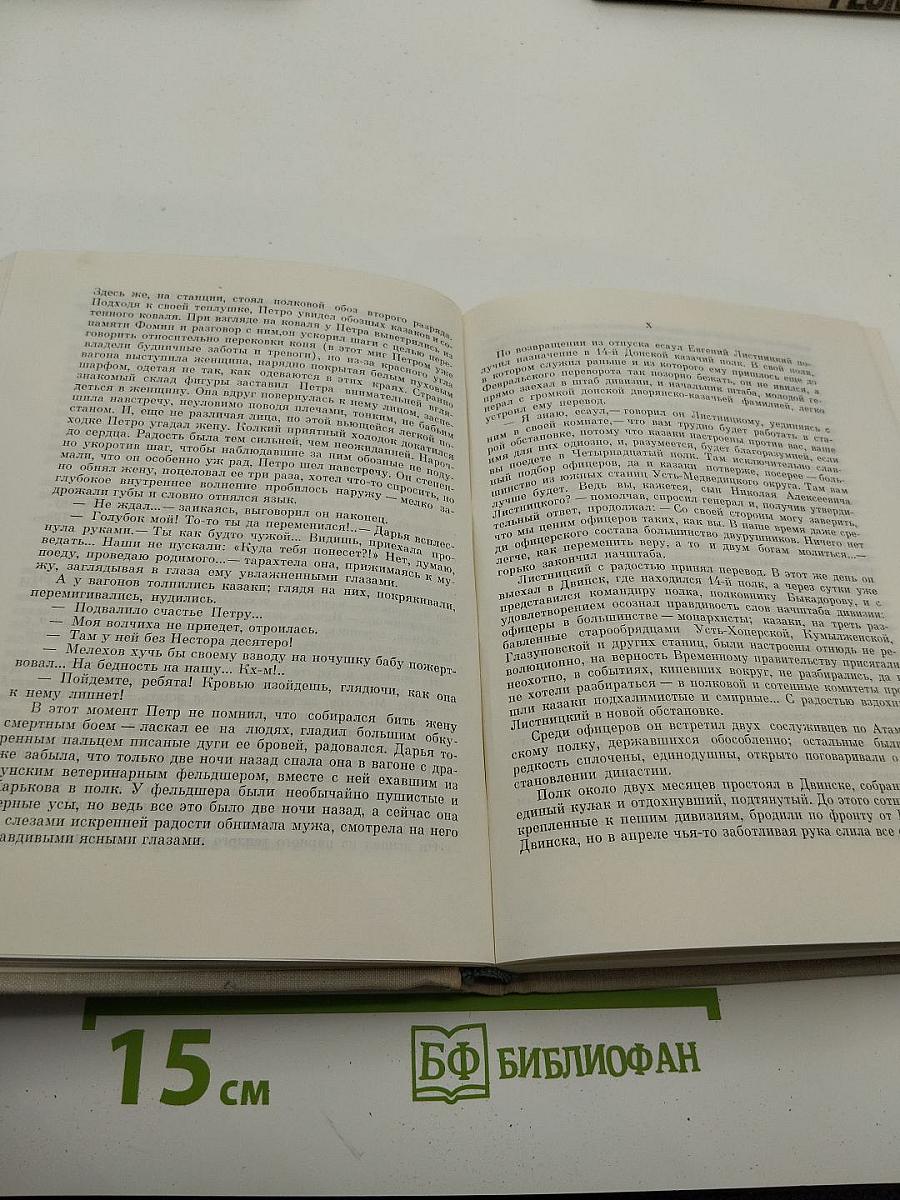 Здесь же, на станции, стоял полковой обоз второго разряда.
Подходя к своей теплушке, Петро увидел обозных казаков и со-
тенного коваля. При взгляде на коваля у Петра выветрились из
памяти Фомин и разговор с ним, он ускорил шаги с целью пере-
говорить относительно перековки коня (в этот миг Петром уже
владели будничные заботы и тревоги), но из-за красного угла
вагона выступила женщина, нарядно покрытая белым пуховым
шарфом, одетая не так, как одеваются в этих краях. Странно
знакомый склад фигуры заставил Петра внимательней вгля-
деться в женщину. Она вдруг повернулась к нему лицом, заспе-
шила навстречу, неуловимо поводя плечами, тонким, не бабьим
станом. И, еще не различая лица, по этой вьющейся легкой по-
ходке Петро угадал жену. Колкий приятный холодок докатился
до сердца. Радость была тем сильней, чем неожиданней. Нароч-
но укоротив шаг, чтобы наблюдавшие за ним обозные не поду-
мали, что он особенно уж рад, Петро шел навстречу. Он степен-
но обнял жену, поцеловал ее три раза, хотел что-то спросить, но
глубокое внутреннее волнение пробилось наружу — мелко за-
дрожали губы и словно отнялся язык.
— Не ждал...— заикаясь, выговорил он наконец.
— Голубок мой! То-то ты да переменился!..— Дарья всплес-
нула руками.— Ты как будто чужой... Видишь, приехала про-
ведать... Наши не пускали: «Куда тебя понесет?!» Нет, думаю,
поеду, проведаю родимого...— тарахтела она, прижимаясь к му-
жу, заглядывая в глаза ему увлажненными глазами.
А у вагонов толпились казаки; глядя на них, покрякивали,
перемигивались, нудились.
— Подвалило счастье Петру...
— Моя волчиха не приедет, отроилась.
— Там у ней без Нестора десятеро!
— Мелехов хучь бы своему взводу на ночушку бабу пожерт-
вовал... На бедность на нашу... Кх-м!..
— Пойдемте, ребята! Кровью изойдешь, глядючи, как она
к нему липнет!
В этот момент Петр не помнил, что собирался бить жену
смертным боем — ласкал ее на людях, гладил большим обку-
ренным пальцем писаные дуги ее бровей, радовался. Дарья то-
же забыла, что только две ночи назад спала она в вагоне с дра-
унским ветеринарным фельдшером, вместе с ней ехавшим из
Харькова в полк. У фельдшера были необычайно пушистые и
ерные усы, но ведь все это было две ночи назад, а сейчас она
слезами искренней радости обнимала мужа, смотрела на него
авдивыми ясными глазами.
X
По возвращении из отпуска есаул Евгений Листницкий по-
лучил назначение в 14-й Донской казачий полк. В свой полк,
в котором служил раньше и из которого ему пришлось еще до
Февральского переворота так позорно бежать, он не явился, а
прямо заехал в штаб дивизии, и начальник штаба, молодой ге-
нерал с громкой донской дворянско-казачьей фамилией, легко
устроил ему перевод.
— Я знаю, есаул,— говорил он Листницкому, уединяясь с
ним в своей комнате,— что вам трудно будет работать в ста-
рой обстановке, потому что казаки настроены против вас, ваше
имя для них одиозно, и, разумеется, будет благоразумней, если
вы поедете в Четырнадцатый полк. Там исключительно слав-
ный подбор офицеров, да и казаки потверже, посерее — боль-
шинство из южных станиц Усть-Медведицкого округа. Там вам
лучше будет. Ведь вы, кажется, сын Николая Алексеевича
Листницкого? — помолчав, спросил генерал и, получив утверди-
тельный ответ, продолжал: — Со своей стороны могу заверить,
что мы ценим офицеров таких, как вы. В наше время даже сре-
ди офицерского состава большинство двурушников. Ничего нет
легче, как переменить веру, а то и двум богам молиться...—
горько закончил начштаба.
Листницкий с радостью принял перевод. В этот же день он
выехал в Двинск, где находился 14-й полк, а через сутки уже
представился командиру полка, полковнику Быкадорову, и с
удовлетворением осознал правдивость слов начштаба дивизии:
офицеры в большинстве — монархисты; казаки, на треть раз-
бавленные старообрядцами Усть-Хоперской, Кумылженской,
Глазуновской и других станиц, были настроены отнюдь не ре-
волюционно, на верность Временному правительству присягали
неохотно, в событиях, кипевших вокруг, не разбирались, да и
не хотели разбираться — в полковой и сотенные комитеты про
шли казаки подхалимистые и смирные... С радостью вздохн
Листницкий в новой обстановке.
Среди офицеров он встретил двух сослуживцев по Атам
скому полку, державшихся обособленно; остальные были
редкость сплочены, единодушны, открыто поговаривали о
становлении династии.
Полк около двух месяцев простоял в Двинске, собран
единый кулак и отдохнувший, подтянутый. До этого сотн
крепленные к пешим дивизиям, бродили по фронту от
Двинска, но в апреле чья-то заботливая рука слила все
15 см
БФ БИБЛИОФАН